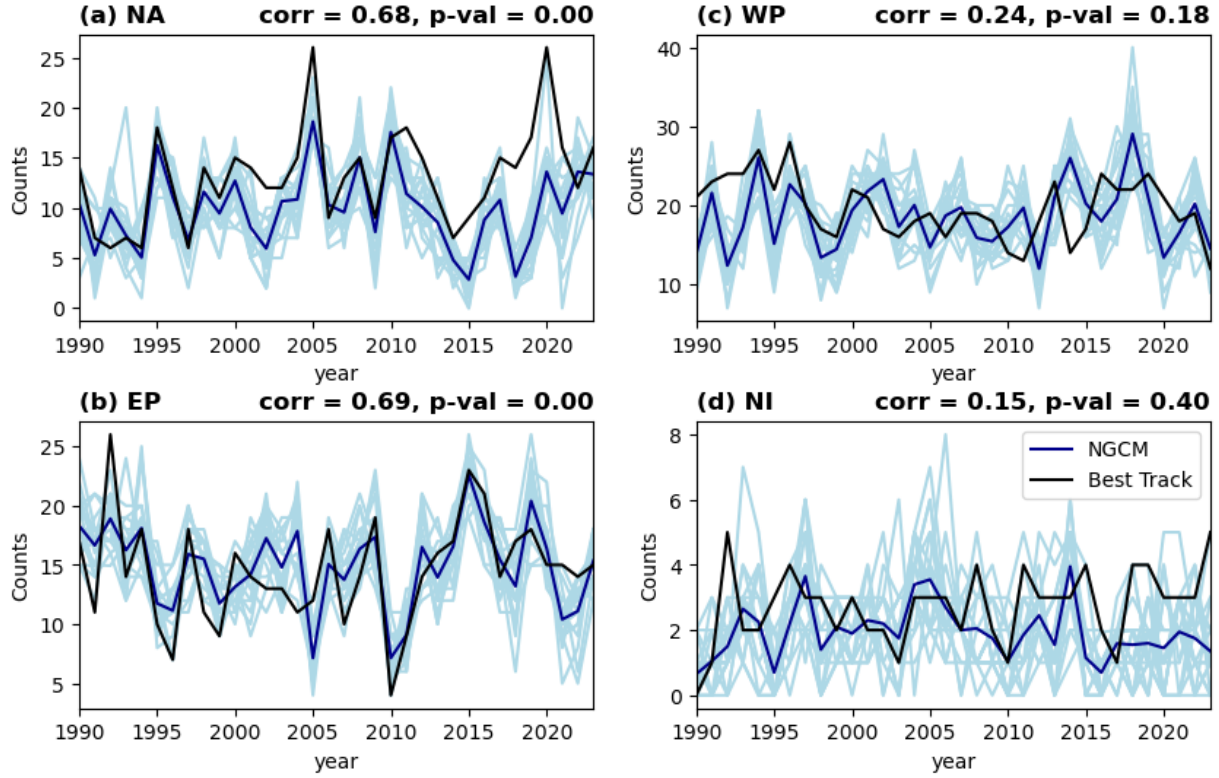 (a) NA corr = 0.68, p-val = 0.00
Counts
25
20
15
10
5
0
1990 1995 2000 2005 2010 2015 2020
year
(c) WP corr = 0.24, p-val = 0.18
Counts
40
30
20
10
1990 1995 2000 2005 2010 2015 2020
year
(b) EP corr = 0.69, p-val = 0.00
Counts
25
20
15
10
5
1990 1995 2000 2005 2010 2015 2020
year
(d) NI corr = 0.15, p-val = 0.40
Counts
8
6
4
2
0
NGCM
Best Track
1990 1995 2000 2005 2010 2015 2020
year